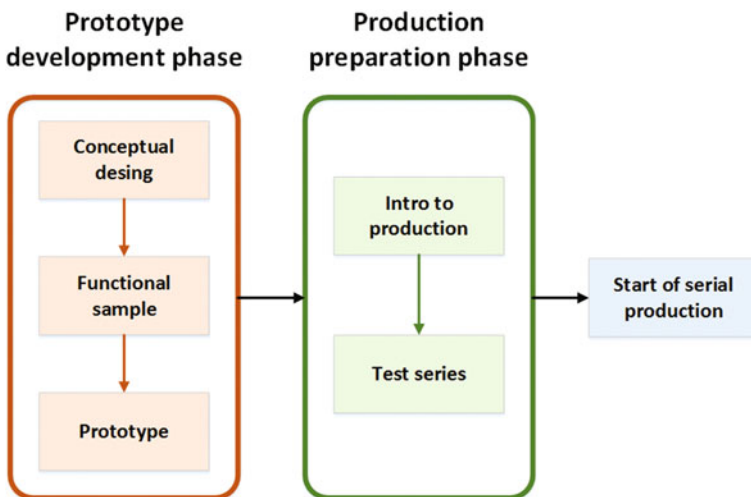 Prototype
development phase
Conceptual
desing
Functional
sample
Prototype
Production
preparation phase
Intro to
production
Test series
Start of serial
production